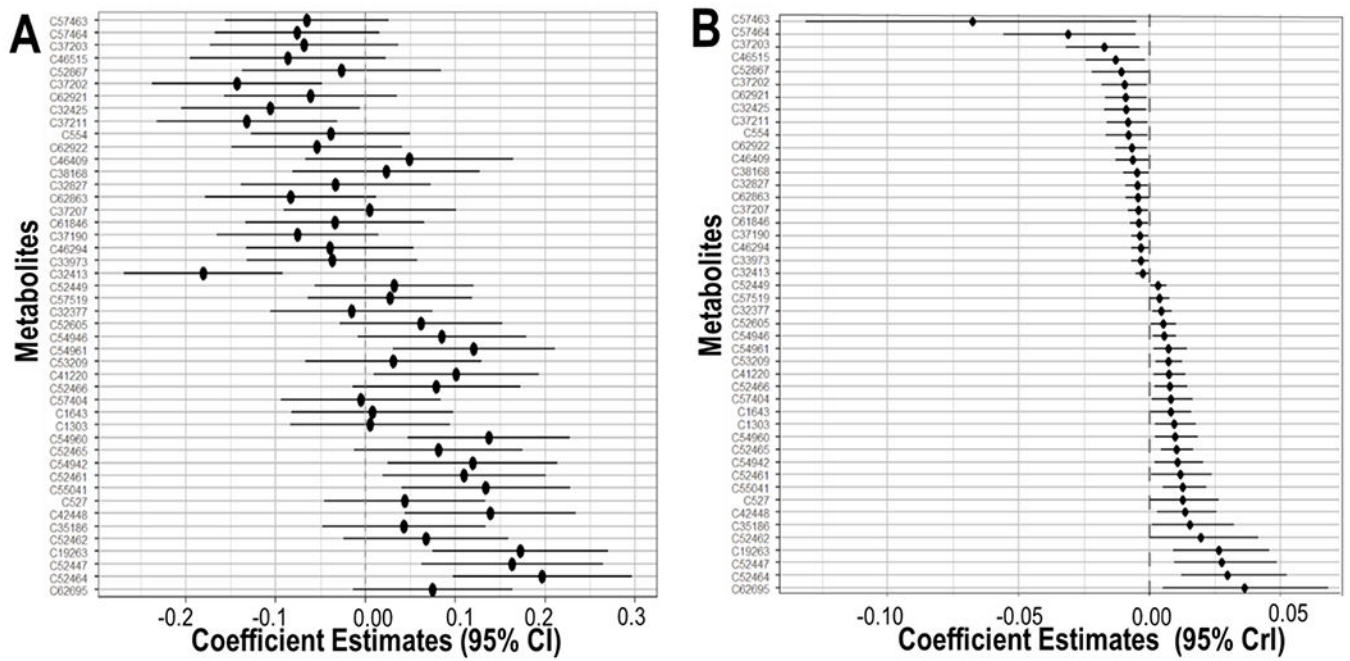 A
Metabolites
C57463
C57464
C37203
C46515
C52867
C37202
C62921
C32425
C37211
C554
C62922
C46409
C38168
C32827
C62863
C37207
C61846
C37190
C46294
C33973
C32413
C52449
C57519
C32377
C52605
C54946
C54961
C53209
C41220
C52466
C57404
C1643
C1303
C54960
C52465
C54942
C52461
C55041
C527
C42448
C35186
C52462
C19263
C52447
C52464
C62695
-0.2 -0.1 0.00 0.1 0.2 0.3
Coefficient Estimates (95% CI)
B
Metabolites
C57463
C57464
C37203
C46515
C52867
C37202
C62921
C32425
C37211
C554
C62922
C46409
C38168
C32827
C62863
C37207
C61846
C37190
C46294
C33973
C32413
C52449
C57519
C32377
C52605
C54946
C54961
C53209
C41220
C52466
C57404
C1643
C1303
C54960
C52465
C54942
C52461
C55041
C527
C42448
C35186
C52462
C19263
C52447
C52464
C62695
-0.10 -0.05 0.00 0.05
Coefficient Estimates (95% CrI)